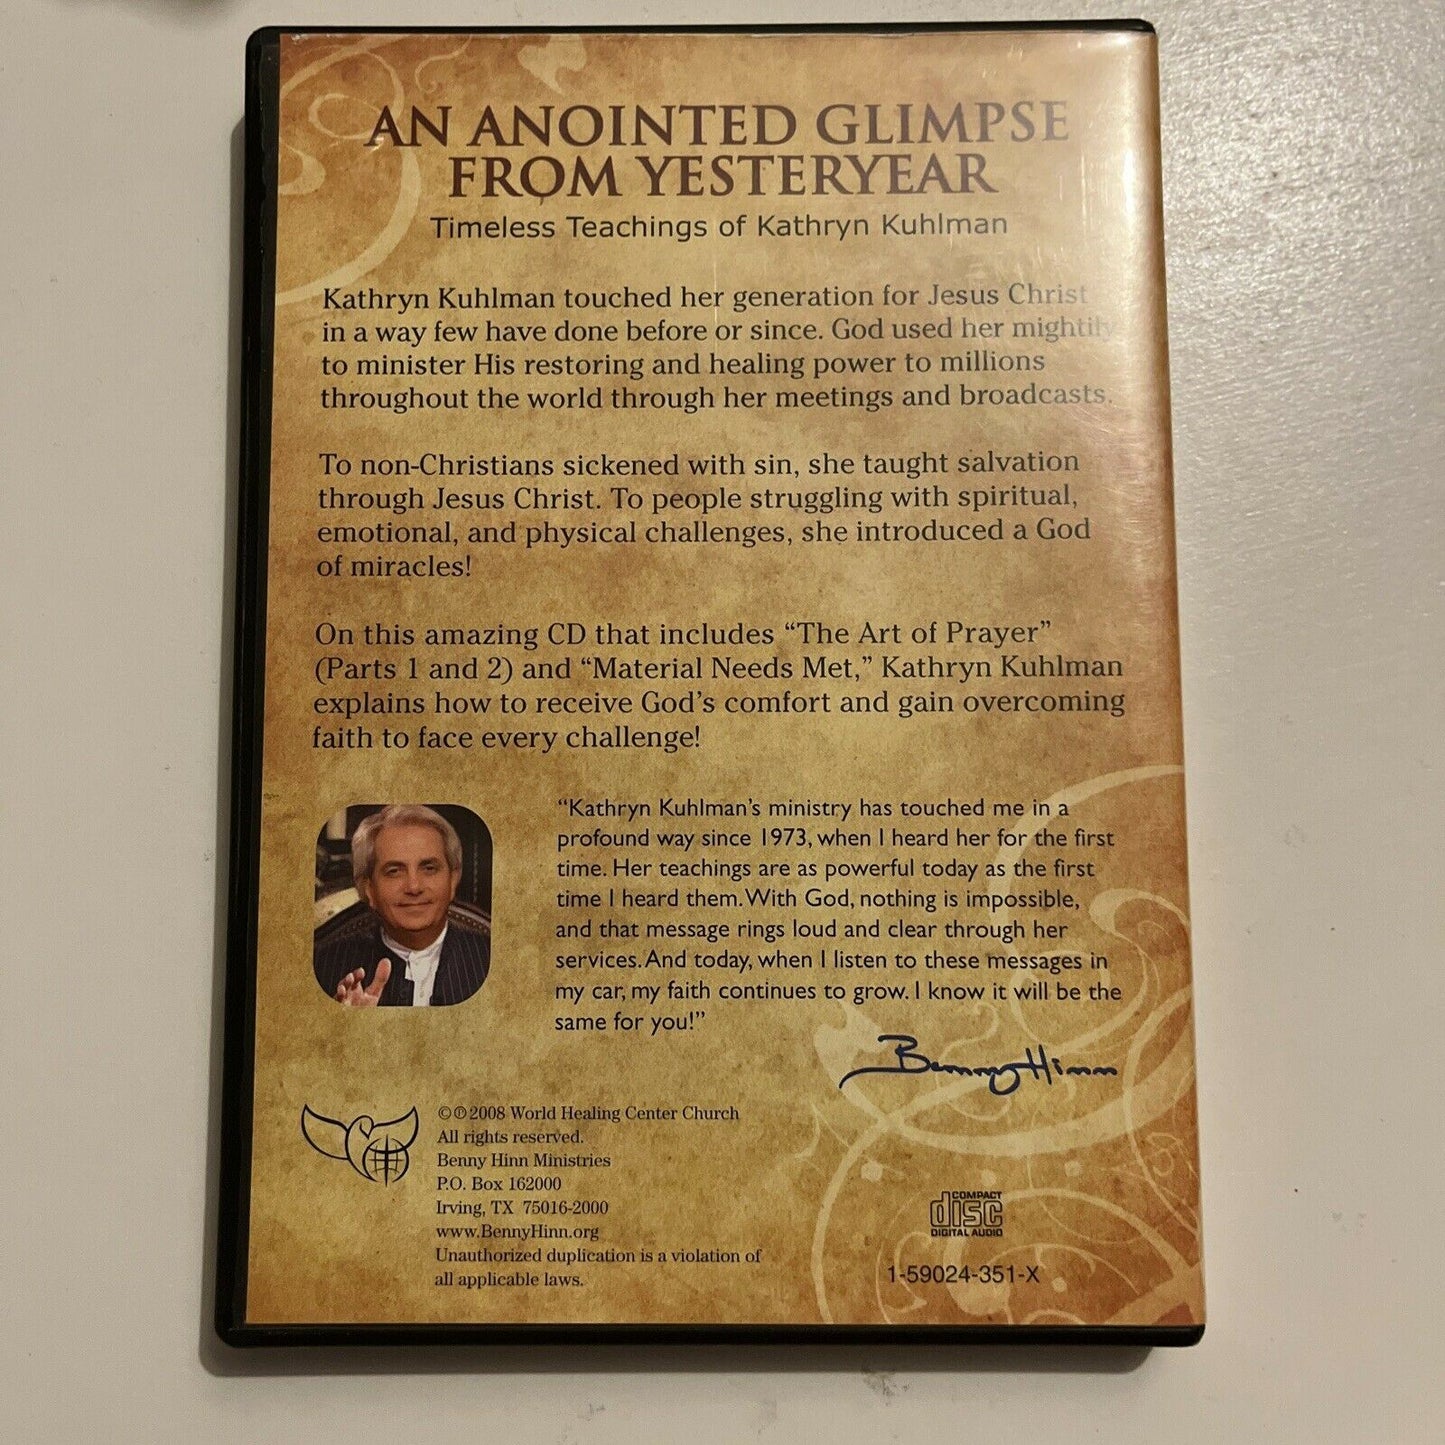 AN ANOINTED GLIMPSE
FROM YESTERYEAR
Timeless Teachings of Kathryn Kuhlman
Kathryn Kuhlman touched her generation for Jesus Christ
in a way few have done before or since. God used her mightily
to minister His restoring and healing power to millions
throughout the world through her meetings and broadcasts.
To non-Christians sickened with sin, she taught salvation
through Jesus Christ. To people struggling with spiritual,
emotional, and physical challenges, she introduced a God
of miracles!
On this amazing CD that includes “The Art of Prayer”
(Parts 1 and 2) and “Material Needs Met,” Kathryn Kuhlman
explains how to receive God’s comfort and gain overcoming
faith to face every challenge!
“Kathryn Kuhlman’s ministry has touched me in a
profound way since 1973, when I heard her for the first
time. Her teachings are as powerful today as the first
time I heard them. With God, nothing is impossible,
and that message rings loud and clear through her
services. And today, when I listen to these messages in
my car, my faith continues to grow. I know it will be the
same for you!”
Benny Hinn
©℗2008 World Healing Center Church
All rights reserved.
Benny Hinn Ministries
P.O. Box 162000
Irving, TX 75016-2000
www.BennyHinn.org
Unauthorized duplication is a violation of
all applicable laws.
COMPACT
disc
DIGITAL AUDIO
1-59024-351-X